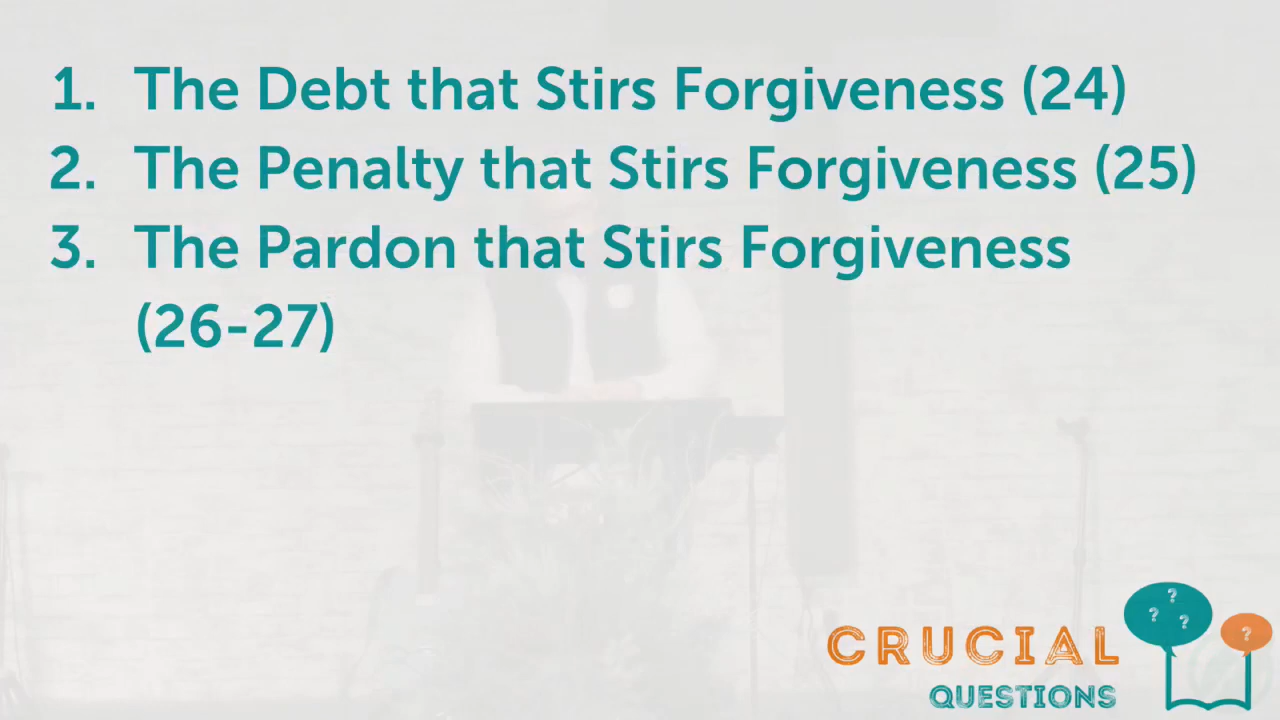 1. The Debt that Stirs Forgiveness (24)
2. The Penalty that Stirs Forgiveness (25)
3. The Pardon that Stirs Forgiveness
(26-27)
? ? ? ?
CRUCIAL
QUESTIONS